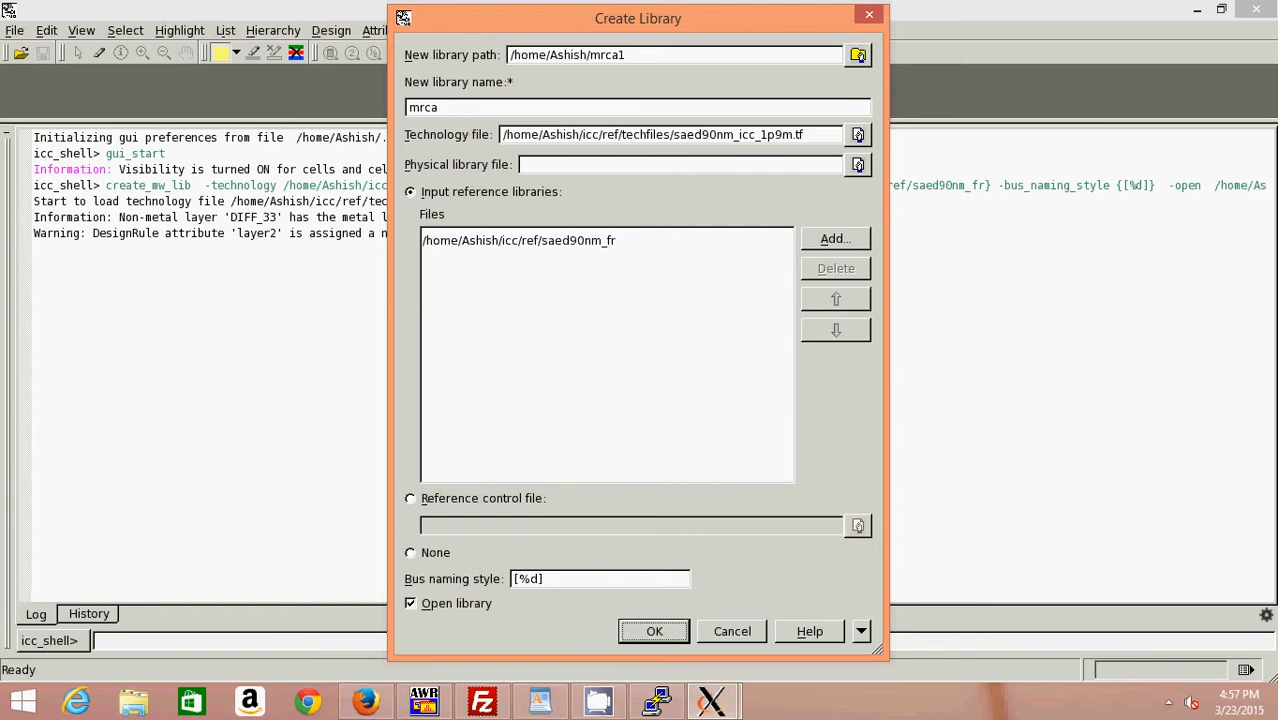 Create Library
File Edit View Select Highlight List Hierarchy Design Attri
New library path: /home/Ashish/mrca1
New library name:*
mrca
Technology file: /home/Ashish/icc/ref/techfiles/saed90nm_icc_1p9m.tf
Physical library file:
Input reference libraries:
Files
/home/Ashish/icc/ref/saed90nm_fr
Add...
Delete
Reference control file:
None
Bus naming style: [%d]
Open library
OK Cancel Help
Initializing gui preferences from file /home/Ashish/.
icc_shell> gui_start
Information: Visibility is turned ON for cells and cel
icc_shell> create_mw_lib -technology /home/Ashish/icc ef/saed90nm_fr} -bus_naming_style {[%d]} -open /home/As
Start to load technology file /home/Ashish/icc/ref/tec
Information: Non-metal layer 'DIFF_33' has the metal l
Warning: DesignRule attribute 'layer2' is assigned a n
Log History
icc_shell>
Ready
AWR
4:57 PM
3/23/2015